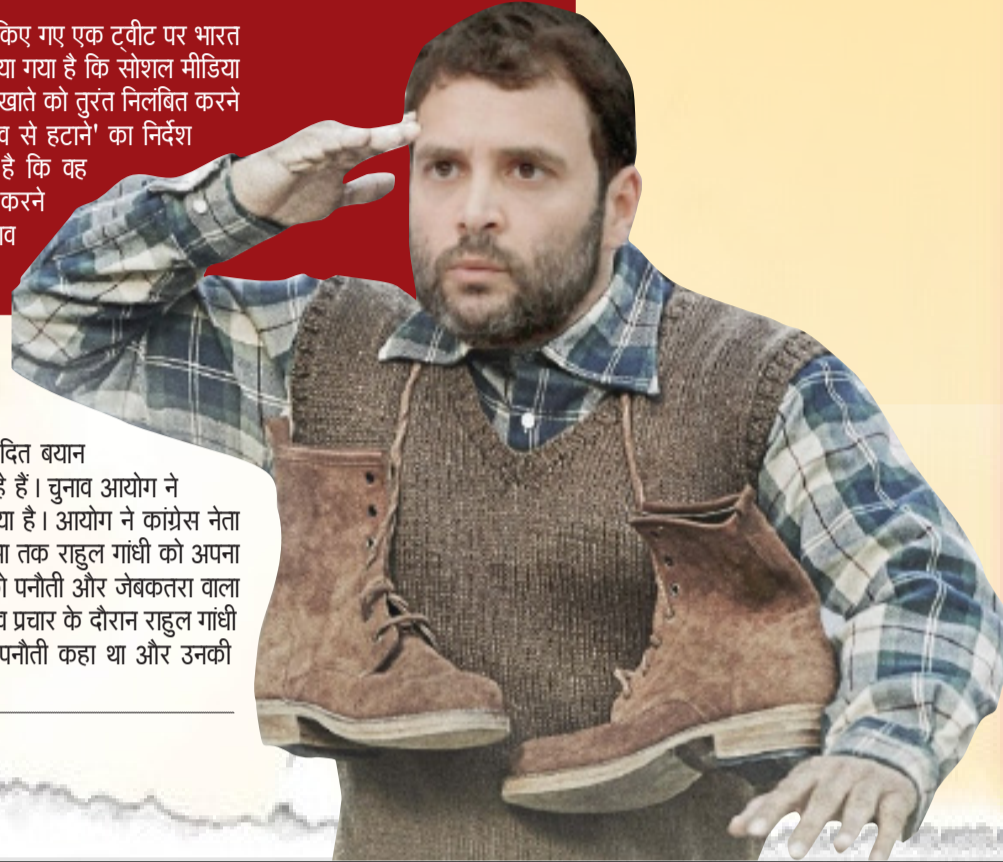 किए गए एक ट्वीट पर भारत
या गया है कि सोशल मीडिया
खाते को तुरंत निलंबित करने
व से हटाने' का निर्देश
है कि वह
करने
ाव
दित बयान
हे हैं। चुनाव आयोग ने
या है। आयोग ने कांग्रेस नेता
मा तक राहुल गांधी को अपना
को पनौती और जेबकतरा वाला
व प्रचार के दौरान राहुल गांधी
पनौती कहा था और उनकी